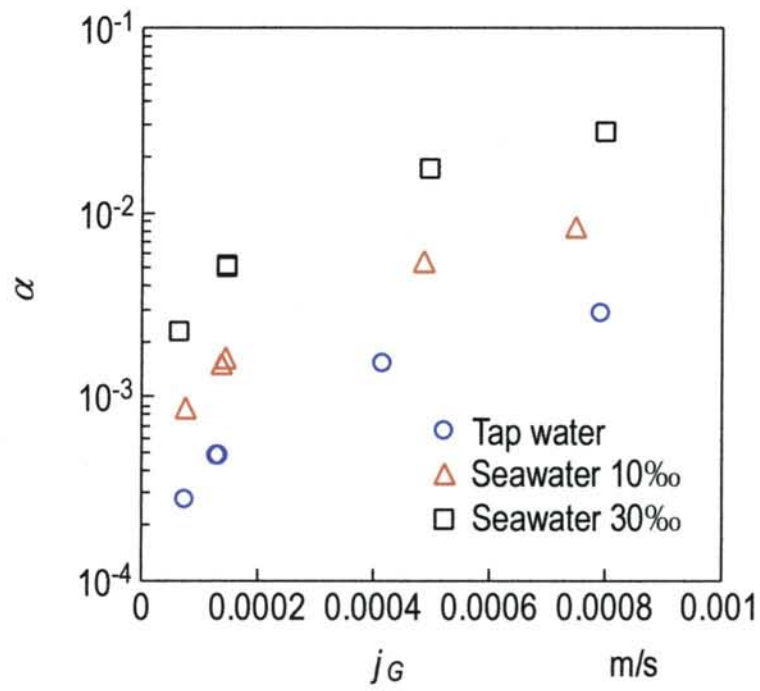 10⁻¹
10⁻²
α
10⁻³
Tap water
Seawater 10‰
Seawater 30‰
10⁻⁴
0 0.0002 0.0004 0.0006 0.0008 0.001
j_G m/s